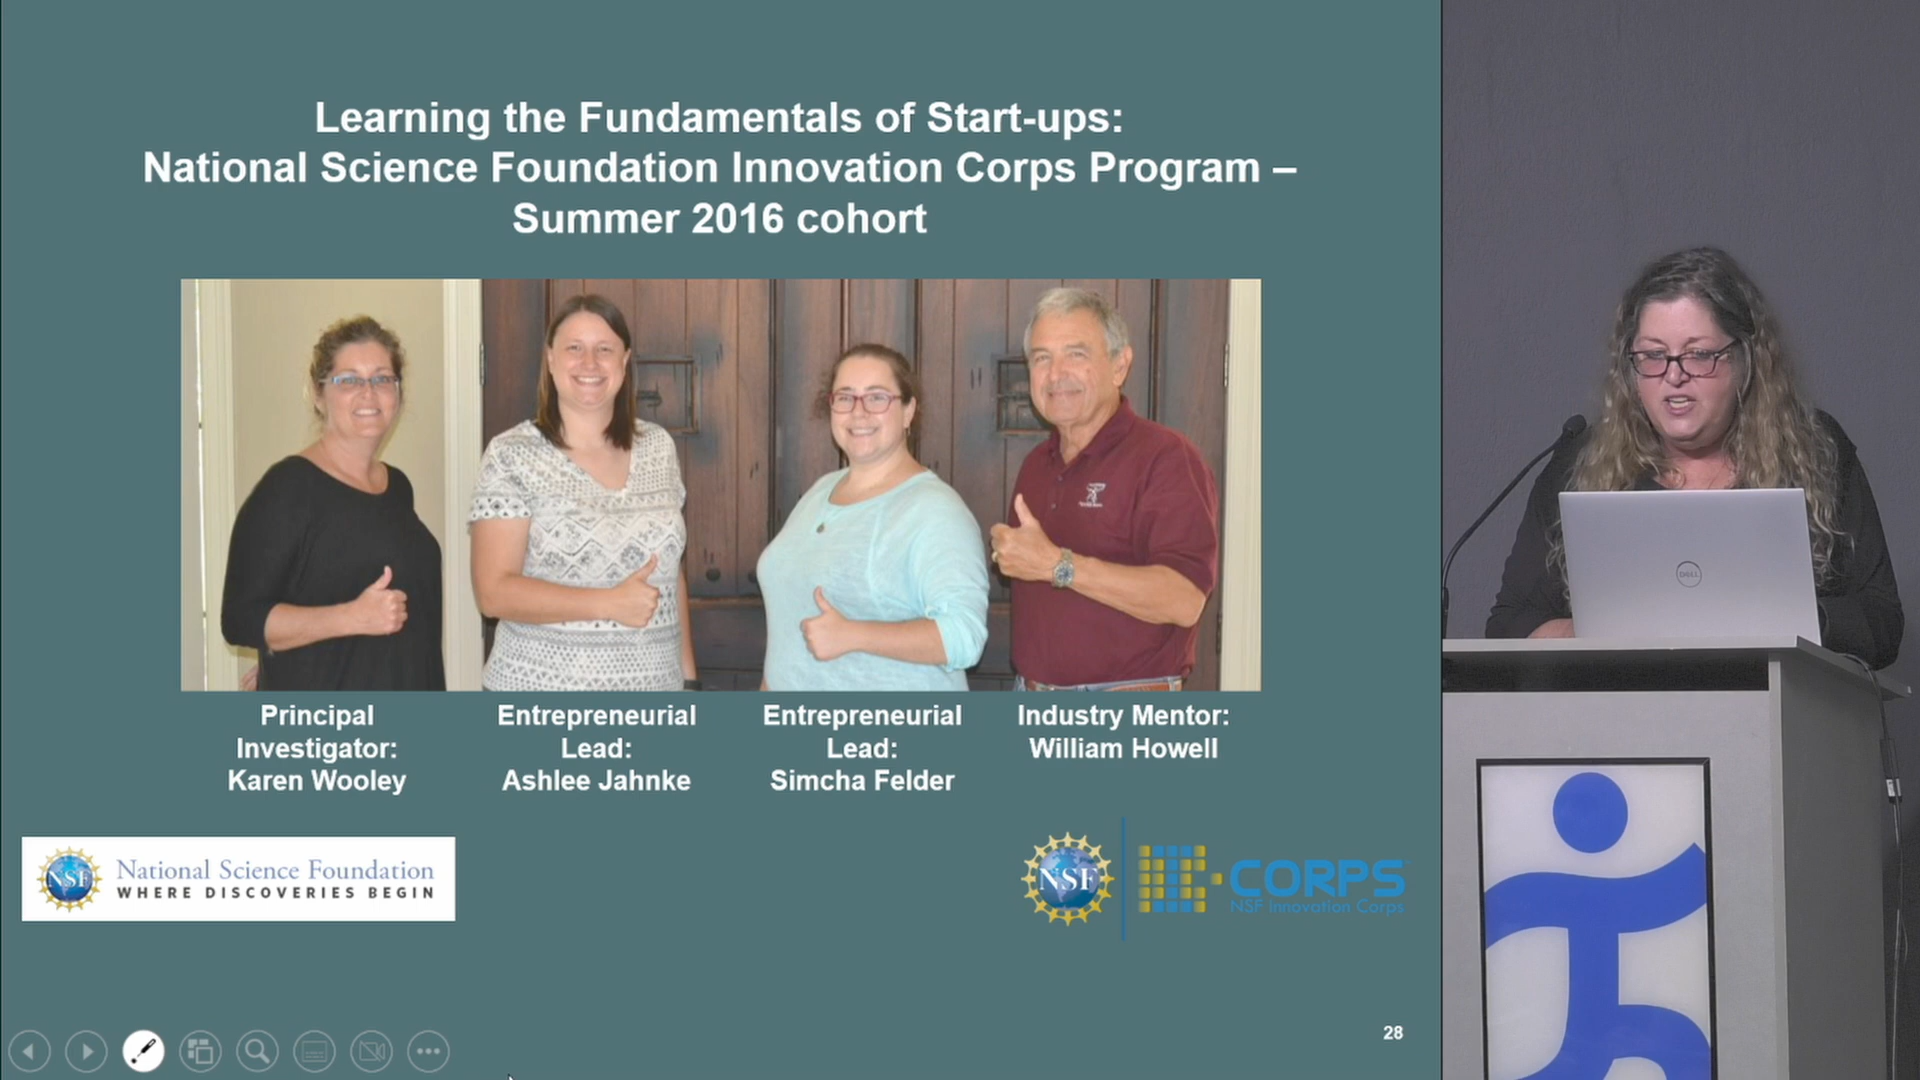 Learning the Fundamentals of Start-ups:
National Science Foundation Innovation Corps Program –
Summer 2016 cohort
Principal
Investigator:
Karen Wooley
Entrepreneurial
Lead:
Ashlee Jahnke
Entrepreneurial
Lead:
Simcha Felder
Industry Mentor:
William Howell
NSF
National Science Foundation
WHERE DISCOVERIES BEGIN
NSF
I-CORPS
NSF Innovation Corps
28
DELL